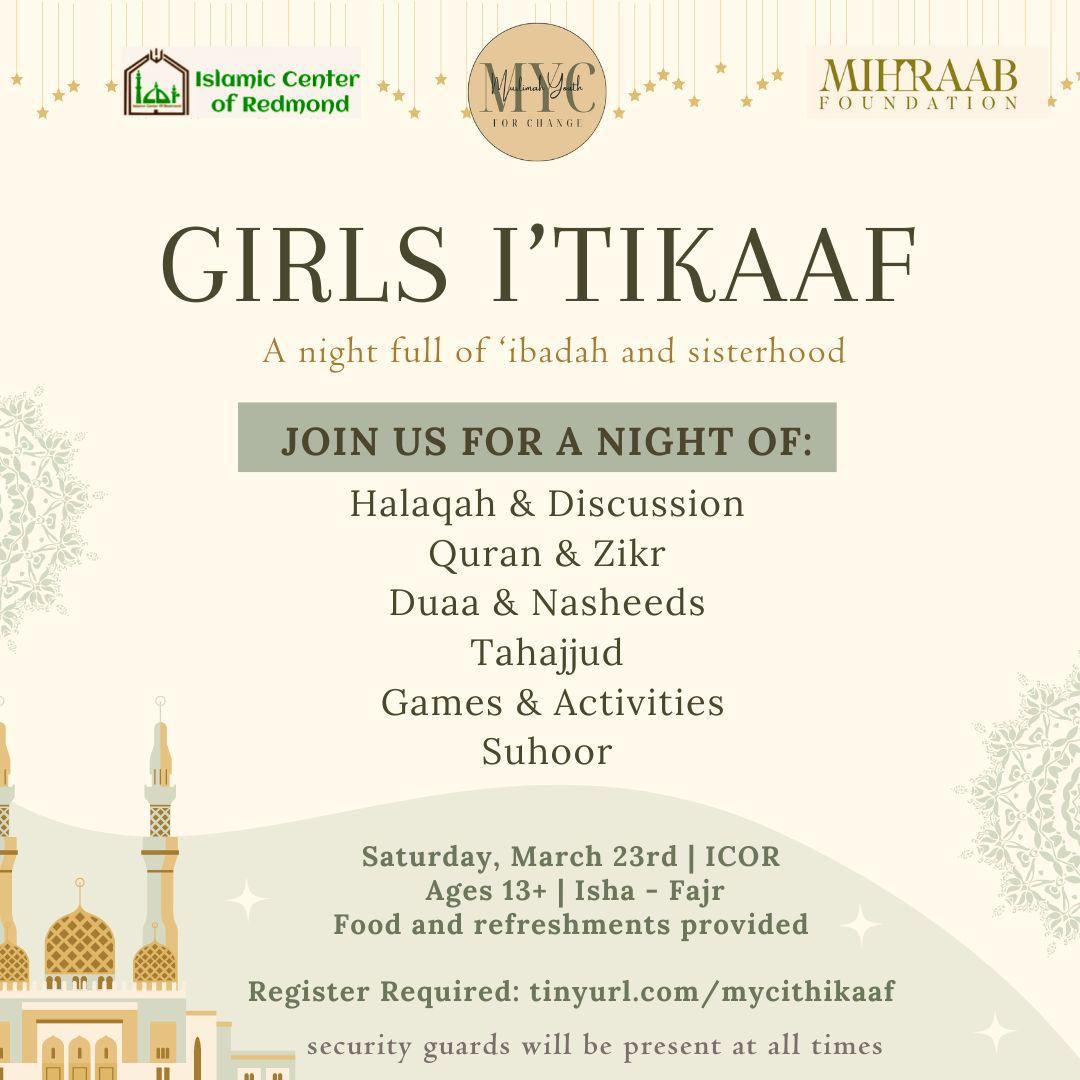 Islamic Center
of Redmond
MYC
Muslimah Youth
FOR CHANGE
MIHRAAB
FOUNDATION
GIRLS I’TIKAAF
A night full of ‘ibadah and sisterhood
JOIN US FOR A NIGHT OF:
Halaqah & Discussion
Quran & Zikr
Duaa & Nasheeds
Tahajjud
Games & Activities
Suhoor
Saturday, March 23rd | ICOR
Ages 13+ | Isha - Fajr
Food and refreshments provided
Register Required: tinyurl.com/mycithikaaf
security guards will be present at all times